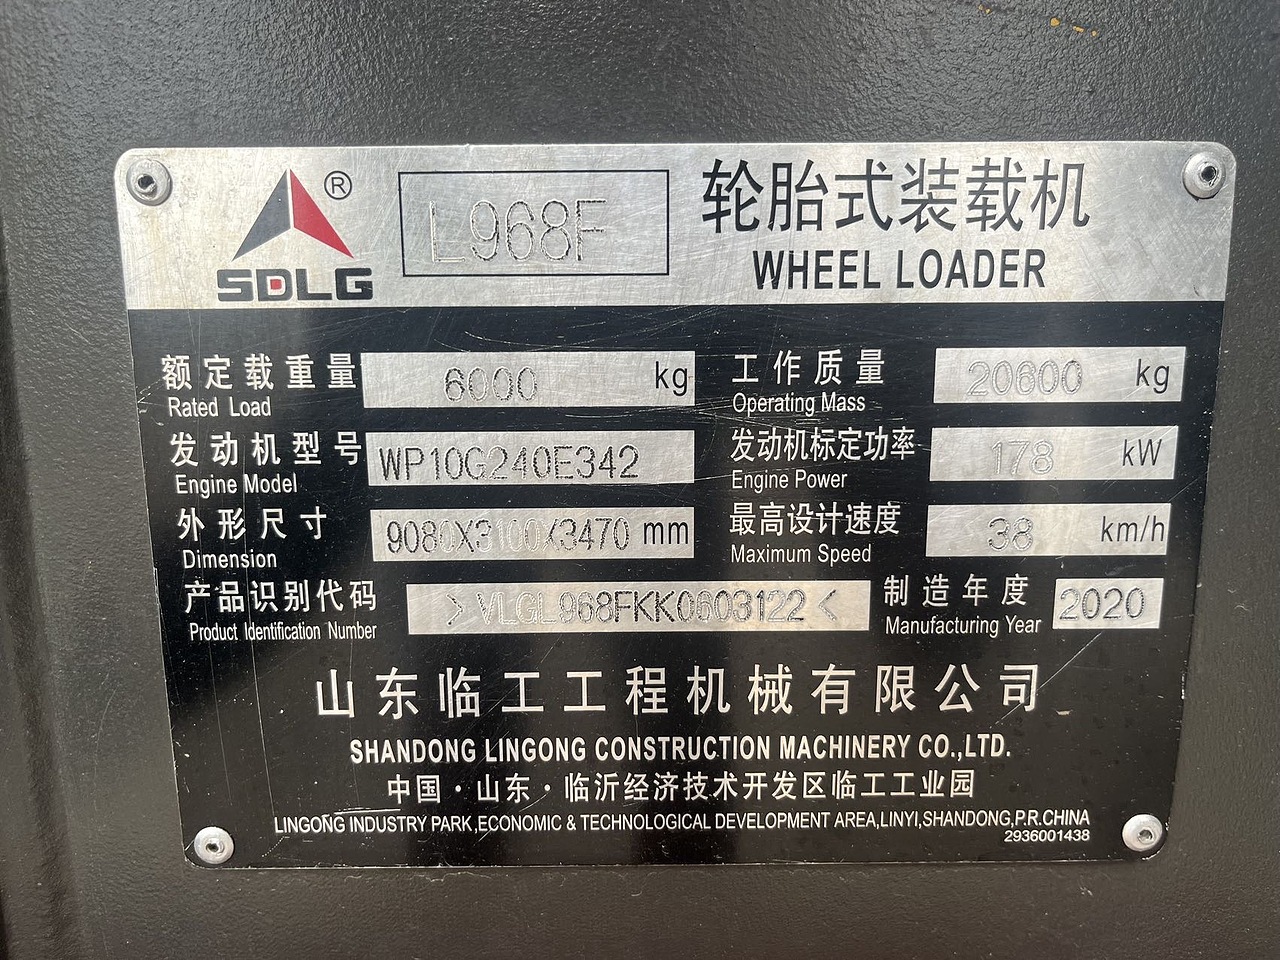 SDLG ®
L968F
轮胎式装载机
WHEEL LOADER
额定载重量 6000 kg
Rated Load
工作质量 20600 kg
Operating Mass
发动机型号 WP10G240E342
Engine Model
发动机标定功率 178 kW
Engine Power
外形尺寸 9080X3100X3470 mm
Dimension
最高设计速度 38 km/h
Maximum Speed
产品识别代码 >VLGL968FKK0603122<
Product Identification Number
制造年度 2020
Manufacturing Year
山东临工工程机械有限公司
SHANDONG LINGONG CONSTRUCTION MACHINERY CO.,LTD.
中国·山东·临沂经济技术开发区临工工业园
LINGONG INDUSTRY PARK,ECONOMIC & TECHNOLOGICAL DEVELOPMENT AREA,LINYI,SHANDONG,P.R.CHINA
2936001438